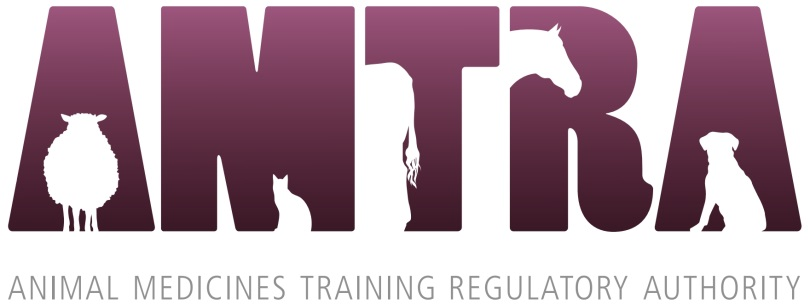 AMTRA
ANIMAL MEDICINES TRAINING REGULATORY AUTHORITY